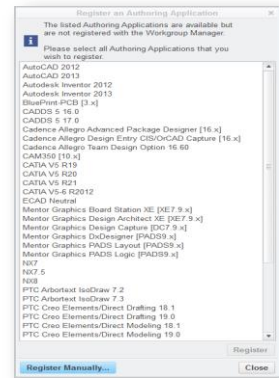 Register an Authoring Application
The listed Authoring Applications are available but
are not registered with the Workgroup Manager.
Please select all Authoring Applications that you
wish to register.
AutoCAD 2012
AutoCAD 2013
Autodesk Inventor 2012
Autodesk Inventor 2013
BluePrint-PCB [3.x]
CADDS 5 16.0
CADDS 5 17.0
Cadence Allegro Advanced Package Designer [16.x]
Cadence Allegro Design Entry CIS/OrCAD Capture [16.x]
Cadence Allegro Team Design Option 16.60
CAM350 [10.x]
CATIA V5 R19
CATIA V5 R20
CATIA V5 R21
CATIA V5-6 R2012
ECAD Neutral
Mentor Graphics Board Station XE [XE7.9.x]
Mentor Graphics Design Architect XE [XE7.9.x]
Mentor Graphics Design Capture [DC7.9.x]
Mentor Graphics DxDesigner [PADS9.x]
Mentor Graphics PADS Layout [PADS9.x]
Mentor Graphics PADS Logic [PADS9.x]
NX7
NX7.5
NX8
PTC Arbortext IsoDraw 7.2
PTC Arbortext IsoDraw 7.3
PTC Creo Elements/Direct Drafting 18.1
PTC Creo Elements/Direct Drafting 19.0
PTC Creo Elements/Direct Modeling 18.1
PTC Creo Elements/Direct Modeling 19.0
Register
Register Manually...
Close